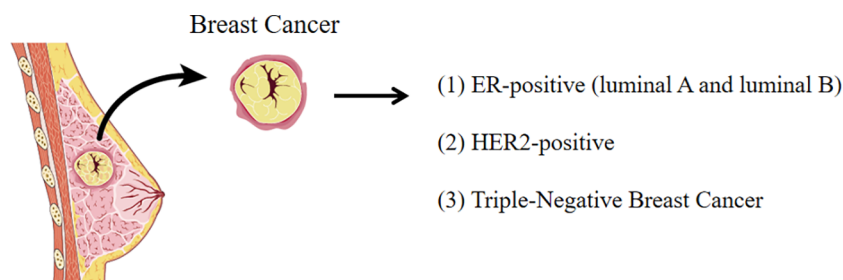 Breast Cancer
(1) ER-positive (luminal A and luminal B)
(2) HER2-positive
(3) Triple-Negative Breast Cancer